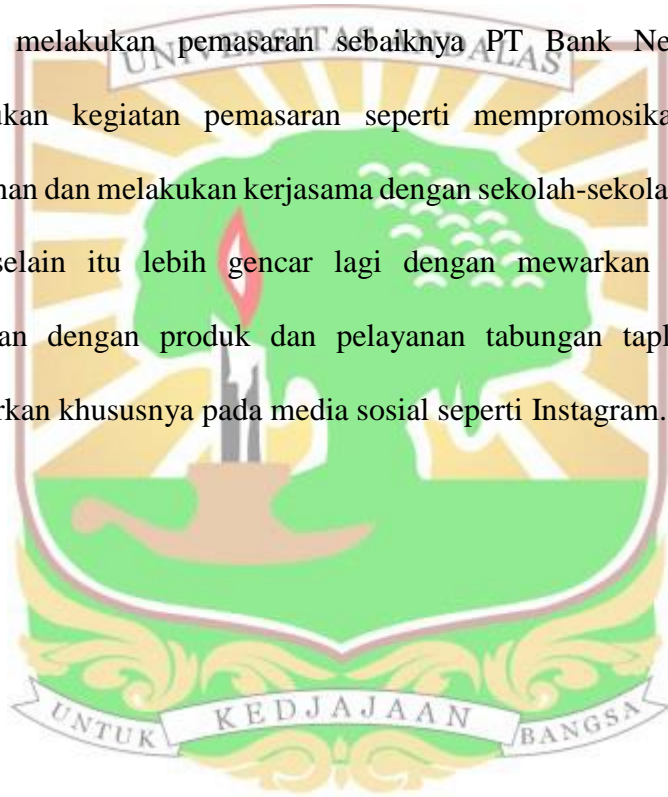 melakukan pemasaran sebaiknya PT Bank Ne
UNIVERSITAS ANDALAS
ukan kegiatan pemasaran seperti mempromosika
nan dan melakukan kerjasama dengan sekolah-sekola
selain itu lebih gencar lagi dengan mewarkan
an dengan produk dan pelayanan tabungan tapl
rkan khususnya pada media sosial seperti Instagram.
UNTUK KEDJAJAAN BANGSA